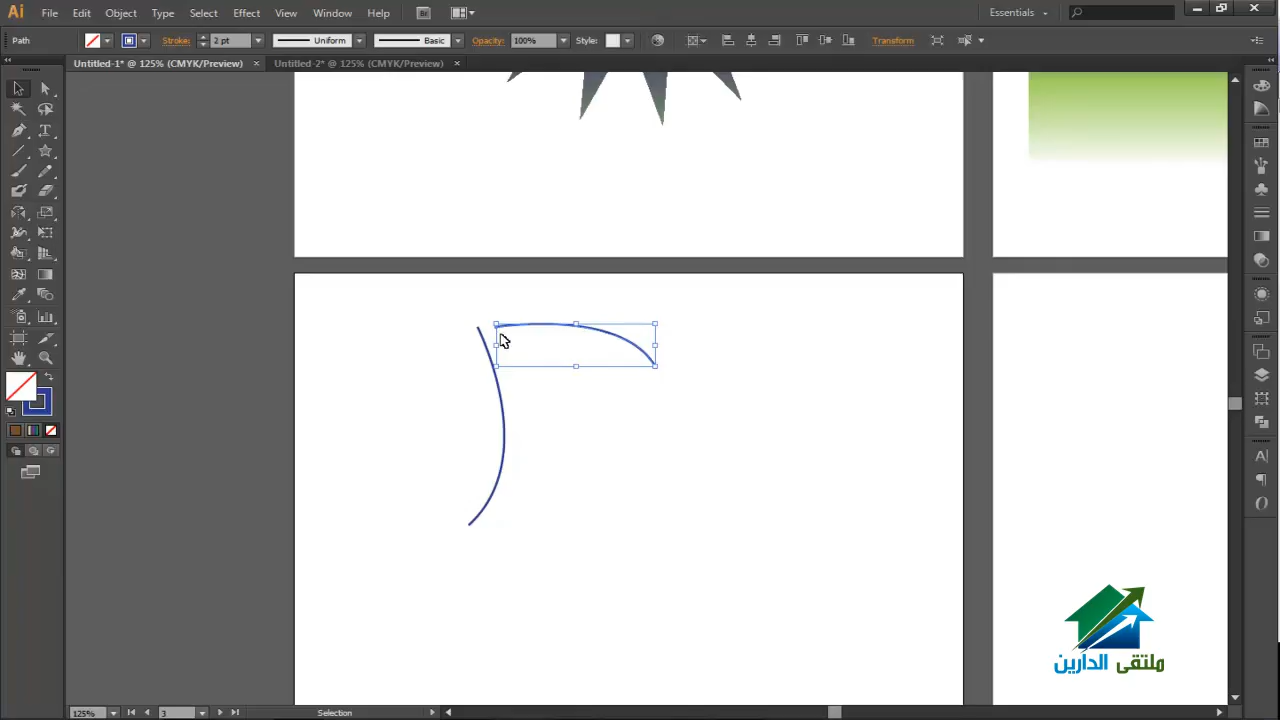 Ai File Edit Object Type Select Effect View Window Help Br Essentials
Path Stroke: 2 pt Uniform Basic Opacity: 100% Style: Transform
Untitled-1* @ 125% (CMYK/Preview) × Untitled-2* @ 125% (CMYK/Preview) ×
ملتقى الدارين
125% 3 Selection